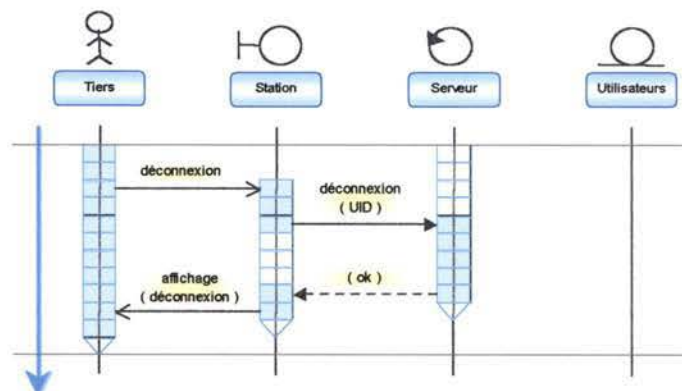 Tiers
Station
Serveur
Utilisateurs
déconnexion
déconnexion
( UID )
affichage
( déconnexion )
( ok )